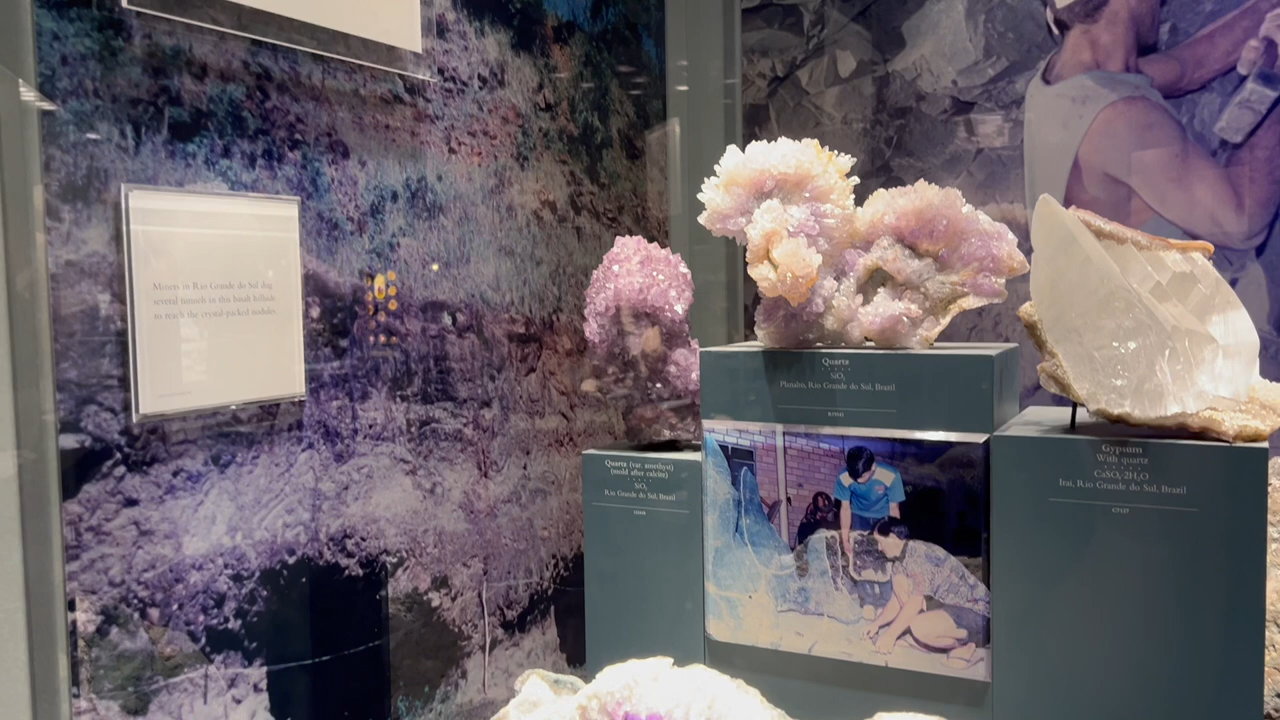 Miners in Rio Grande do Sul dug
several tunnels in this basalt hillside
to reach the crystal-packed nodules.
Quartz
SiO₂
Planalto, Rio Grande do Sul, Brazil
Quartz (var. amethyst)
(mold after calcite)
SiO₂
Rio Grande do Sul, Brazil
Gypsum
With quartz
CaSO₄·2H₂O
Irai, Rio Grande do Sul, Brazil